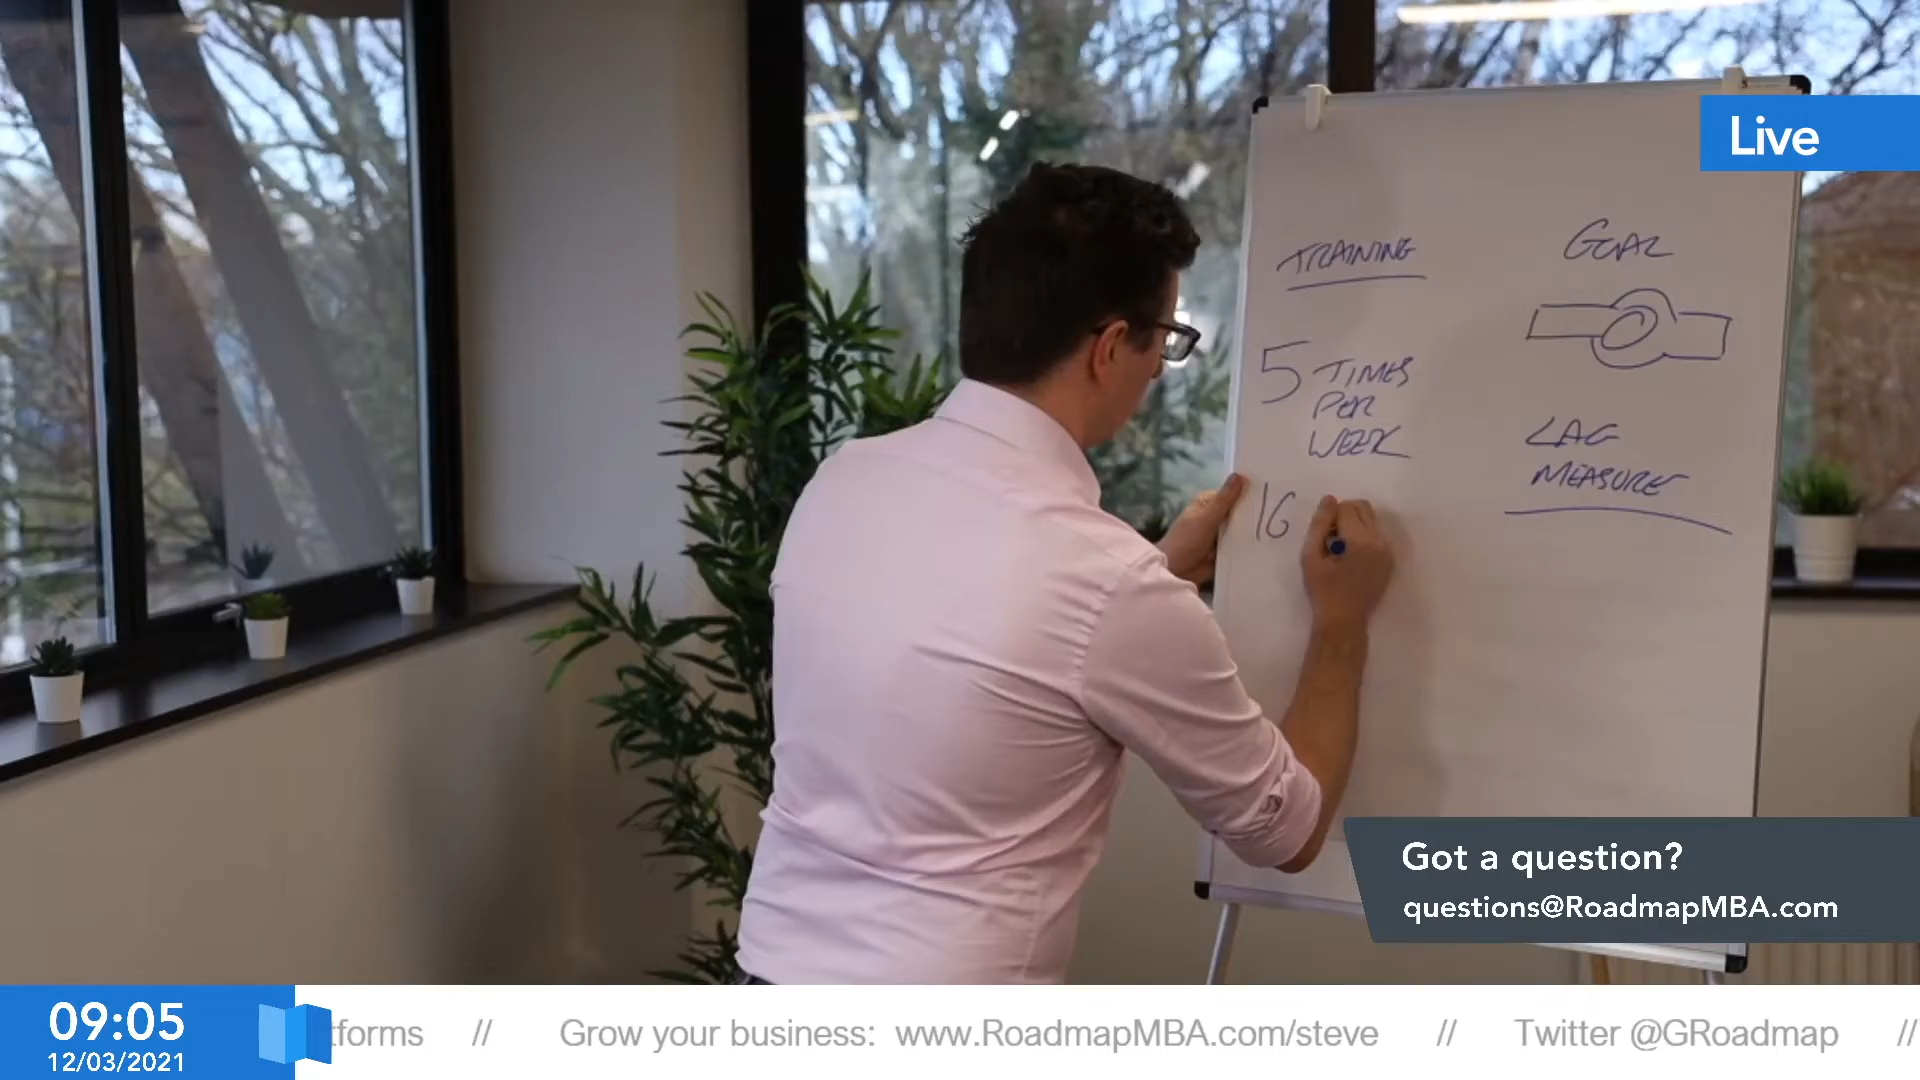 Live
TRAINING
5 TIMES
PER
WEEK
16
GOAL
LAG
MEASURE
Got a question?
questions@RoadmapMBA.com
09:05
12/03/2021
tforms // Grow your business: www.RoadmapMBA.com/steve // Twitter @GRoadmap //